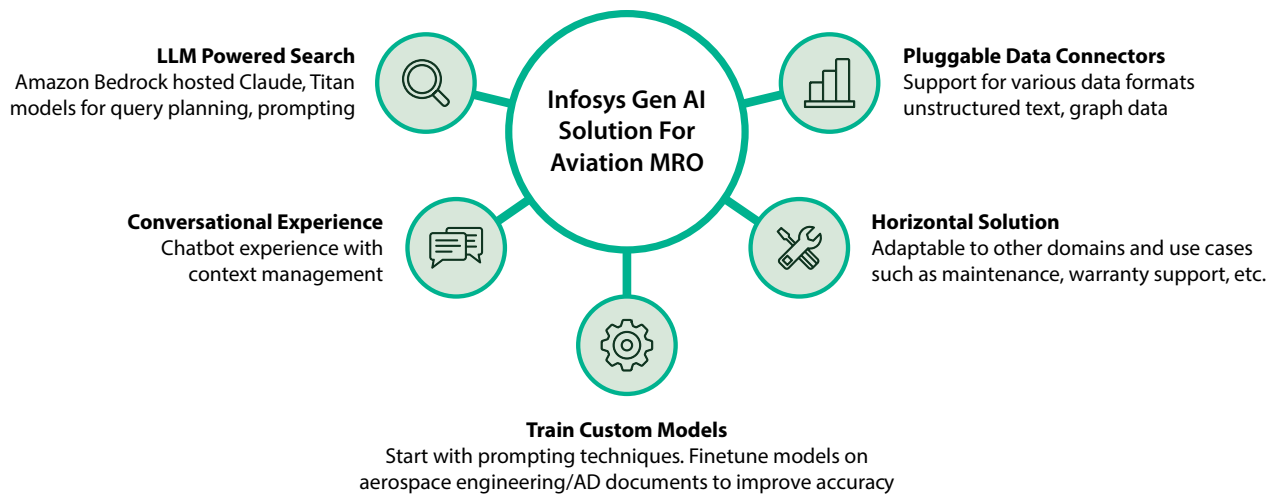 LLM Powered Search
Amazon Bedrock hosted Claude, Titan
models for query planning, prompting
Infosys Gen AI
Solution For
Aviation MRO
Pluggable Data Connectors
Support for various data formats
unstructured text, graph data
Conversational Experience
Chatbot experience with
context management
Horizontal Solution
Adaptable to other domains and use cases
such as maintenance, warranty support, etc.
Train Custom Models
Start with prompting techniques. Finetune models on
aerospace engineering/AD documents to improve accuracy